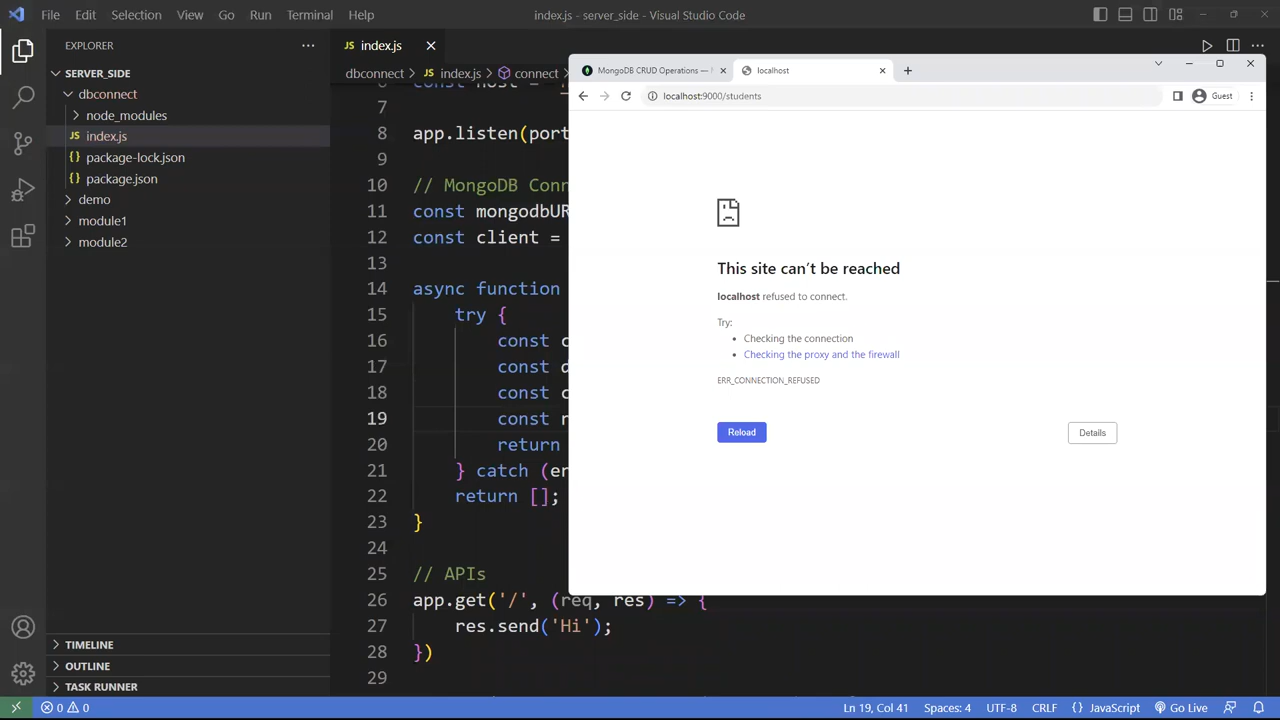 File Edit Selection View Go Run Terminal Help
index.js - server_side - Visual Studio Code
EXPLORER
SERVER_SIDE
dbconnect
node_modules
JS index.js
{} package-lock.json
{} package.json
demo
module1
module2
TIMELINE
OUTLINE
TASK RUNNER
JS index.js
dbconnect > JS index.js > connect
7
8 app.listen(port
9
10 // MongoDB Conn
11 const mongodbUR
12 const client =
13
14 async function
15 try {
16 const c
17 const d
18 const c
19 const r
20 return
21 } catch (er
22 return [];
23 }
24
25 // APIs
26 app.get('/', (req, res) => {
27 res.send('Hi');
28 })
29
MongoDB CRUD Operations —
localhost
localhost:9000/students
Guest
This site can't be reached
localhost refused to connect.
Try:
• Checking the connection
• Checking the proxy and the firewall
ERR_CONNECTION_REFUSED
Reload
Details
0 0
Ln 19, Col 41 Spaces: 4 UTF-8 CRLF {} JavaScript Go Live